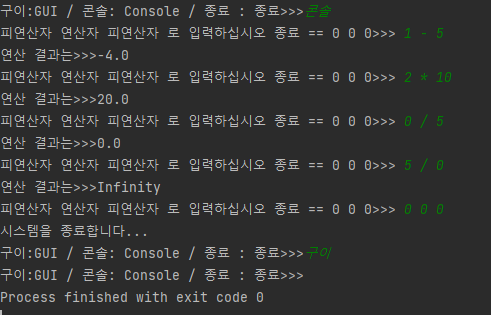 구이:GUI / 콘솔: Console / 종료 : 종료>>>콘솔
피연산자 연산자 피연산자 로 입력하십시오 종료 == 0 0 0>>> 1 - 5
연산 결과는>>>-4.0
피연산자 연산자 피연산자 로 입력하십시오 종료 == 0 0 0>>> 2 * 10
연산 결과는>>>20.0
피연산자 연산자 피연산자 로 입력하십시오 종료 == 0 0 0>>> 0 / 5
연산 결과는>>>0.0
피연산자 연산자 피연산자 로 입력하십시오 종료 == 0 0 0>>> 5 / 0
연산 결과는>>>Infinity
피연산자 연산자 피연산자 로 입력하십시오 종료 == 0 0 0>>> 0 0 0
시스템을 종료합니다...
구이:GUI / 콘솔: Console / 종료 : 종료>>>구이
구이:GUI / 콘솔: Console / 종료 : 종료>>>
Process finished with exit code 0